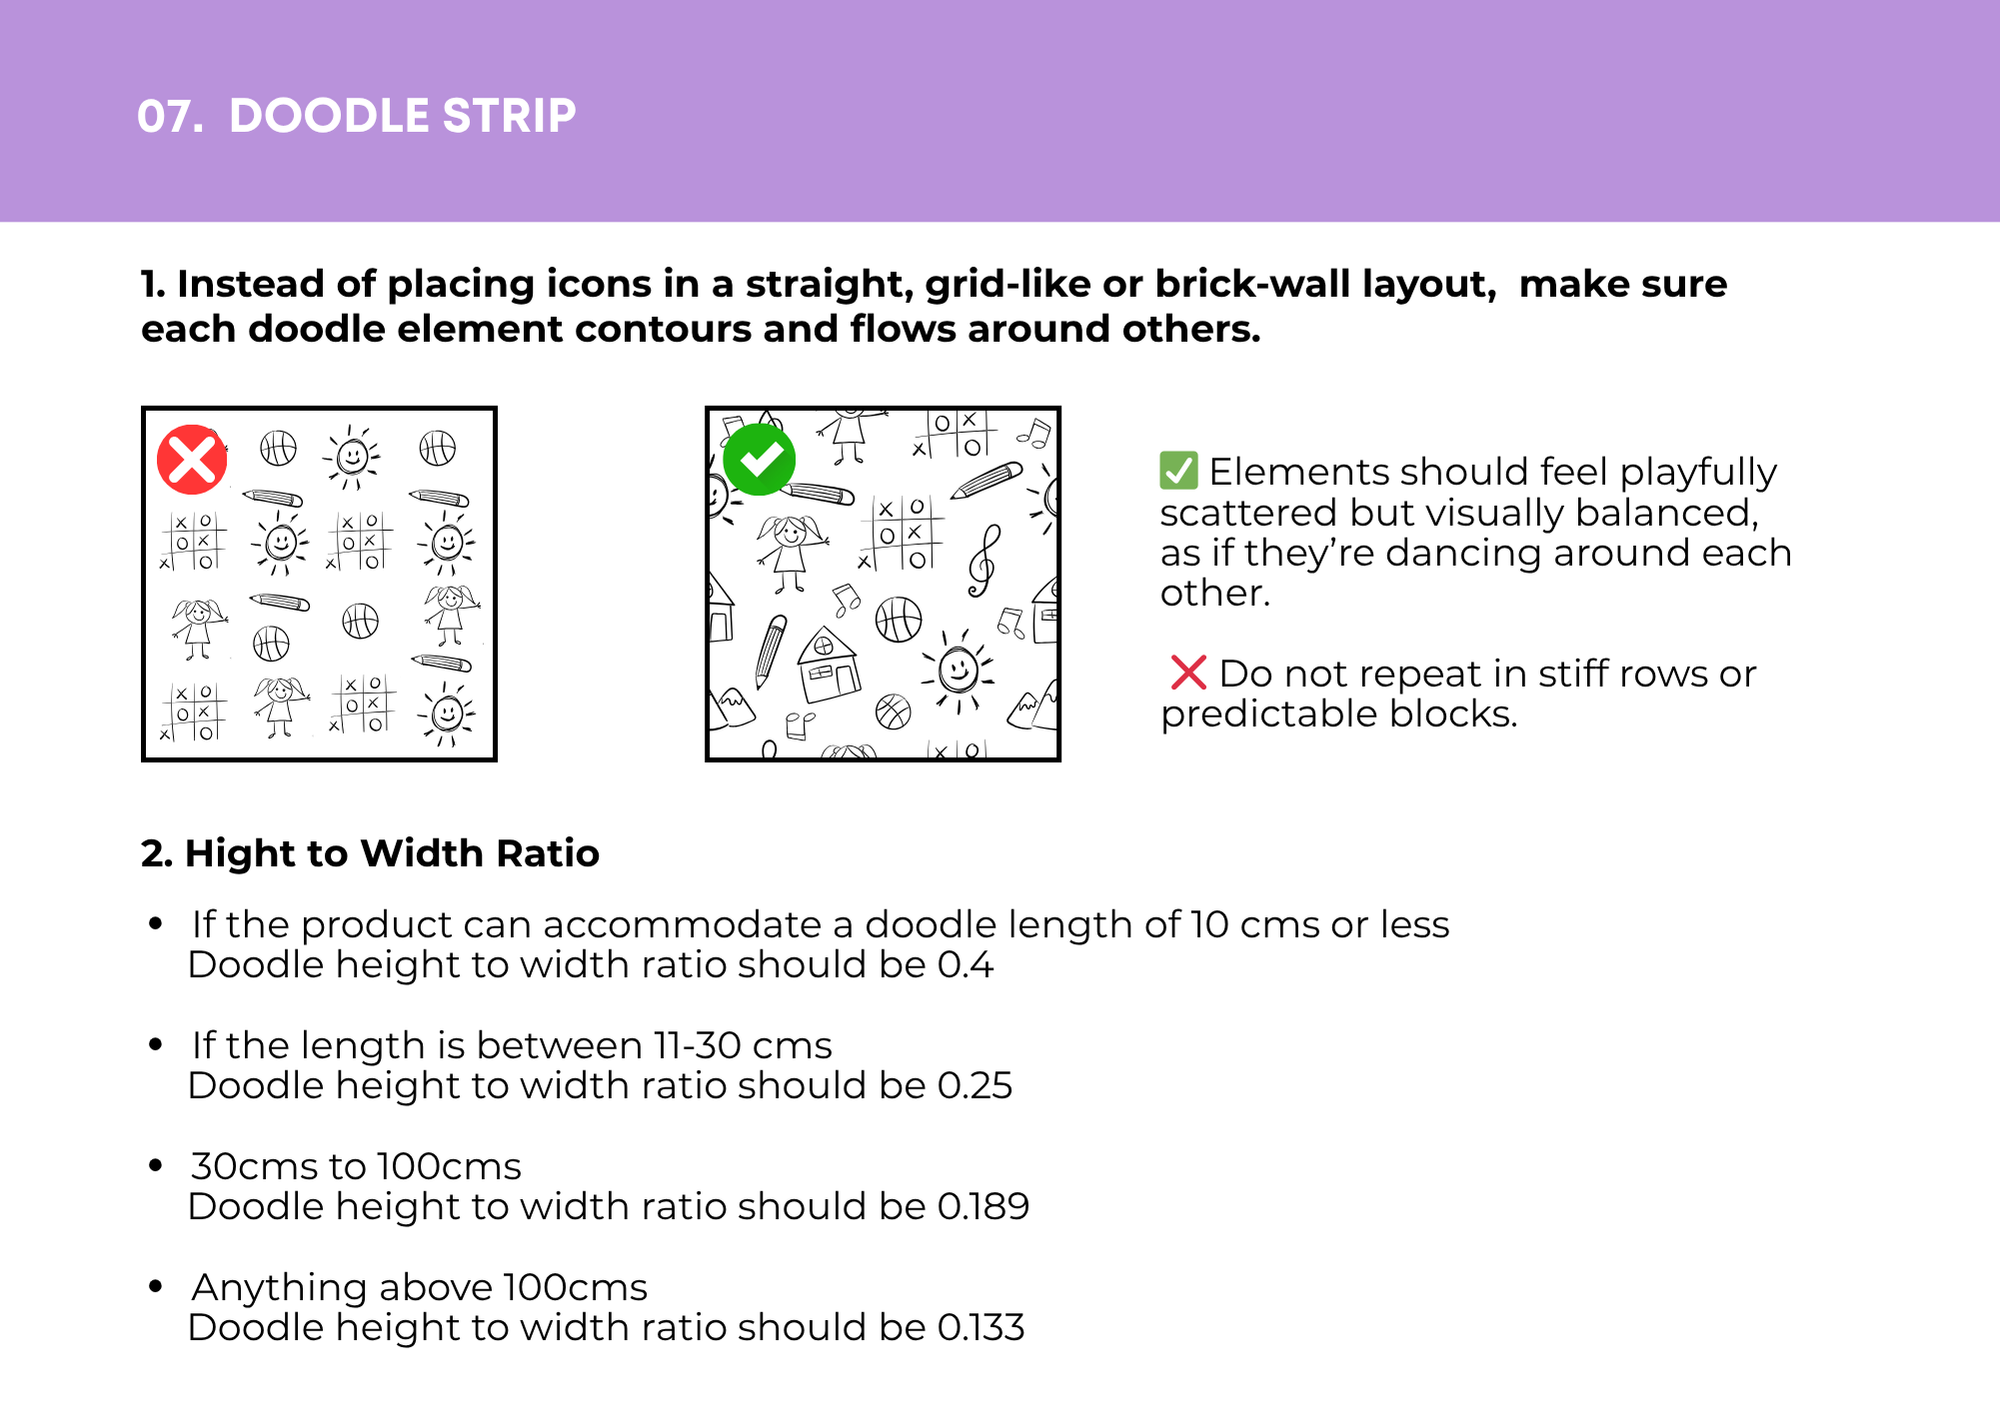 07. DOODLE STRIP
1. Instead of placing icons in a straight, grid-like or brick-wall layout, make sure
each doodle element contours and flows around others.
✅ Elements should feel playfully
scattered but visually balanced,
as if they’re dancing around each
other.
❌ Do not repeat in stiff rows or
predictable blocks.
2. Hight to Width Ratio
• If the product can accommodate a doodle length of 10 cms or less
Doodle height to width ratio should be 0.4
• If the length is between 11-30 cms
Doodle height to width ratio should be 0.25
• 30cms to 100cms
Doodle height to width ratio should be 0.189
• Anything above 100cms
Doodle height to width ratio should be 0.133